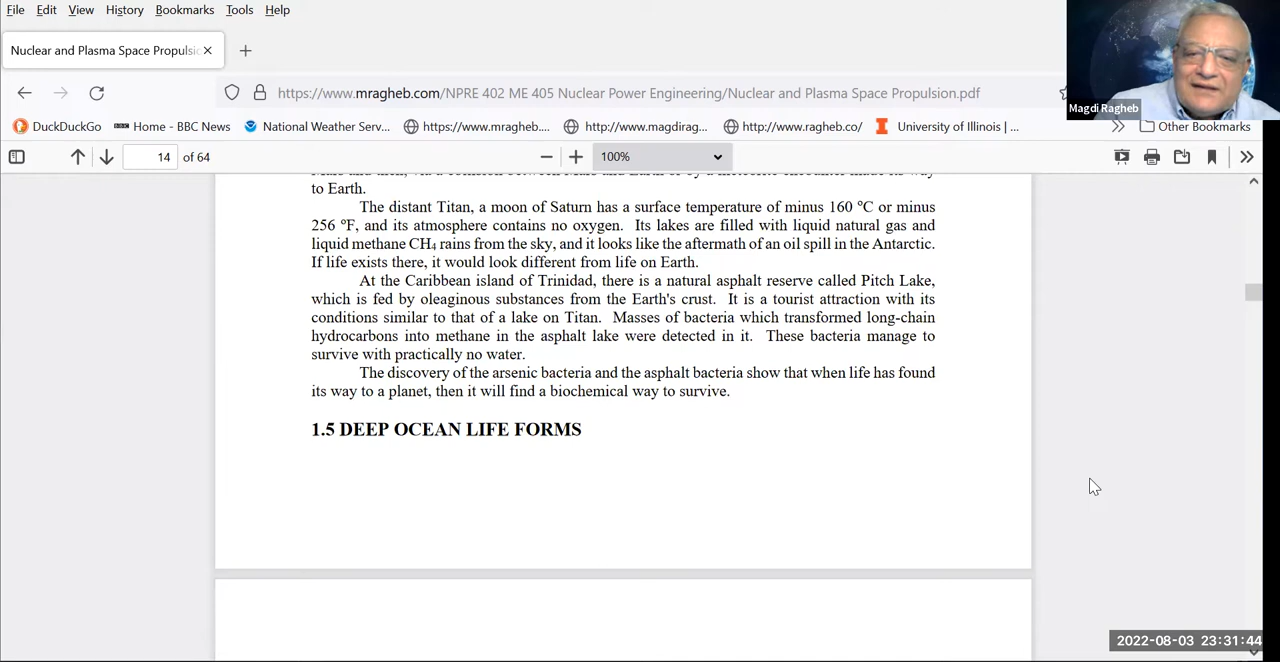 File Edit View History Bookmarks Tools Help
Nuclear and Plasma Space Propulsi
https://www.mragheb.com/NPRE 402 ME 405 Nuclear Power Engineering/Nuclear and Plasma Space Propulsion.pdf
Magdi Ragheb
DuckDuckGo BBC Home - BBC News National Weather Serv... https://www.mragheb.... http://www.magdirag... http://www.ragheb.co/ I University of Illinois | ... Other Bookmarks
14 of 64 100%
to Earth.
The distant Titan, a moon of Saturn has a surface temperature of minus 160 ºC or minus
256 ºF, and its atmosphere contains no oxygen. Its lakes are filled with liquid natural gas and
liquid methane CH₄ rains from the sky, and it looks like the aftermath of an oil spill in the Antarctic.
If life exists there, it would look different from life on Earth.
At the Caribbean island of Trinidad, there is a natural asphalt reserve called Pitch Lake,
which is fed by oleaginous substances from the Earth's crust. It is a tourist attraction with its
conditions similar to that of a lake on Titan. Masses of bacteria which transformed long-chain
hydrocarbons into methane in the asphalt lake were detected in it. These bacteria manage to
survive with practically no water.
The discovery of the arsenic bacteria and the asphalt bacteria show that when life has found
its way to a planet, then it will find a biochemical way to survive.
1.5 DEEP OCEAN LIFE FORMS
2022-08-03 23:31:44